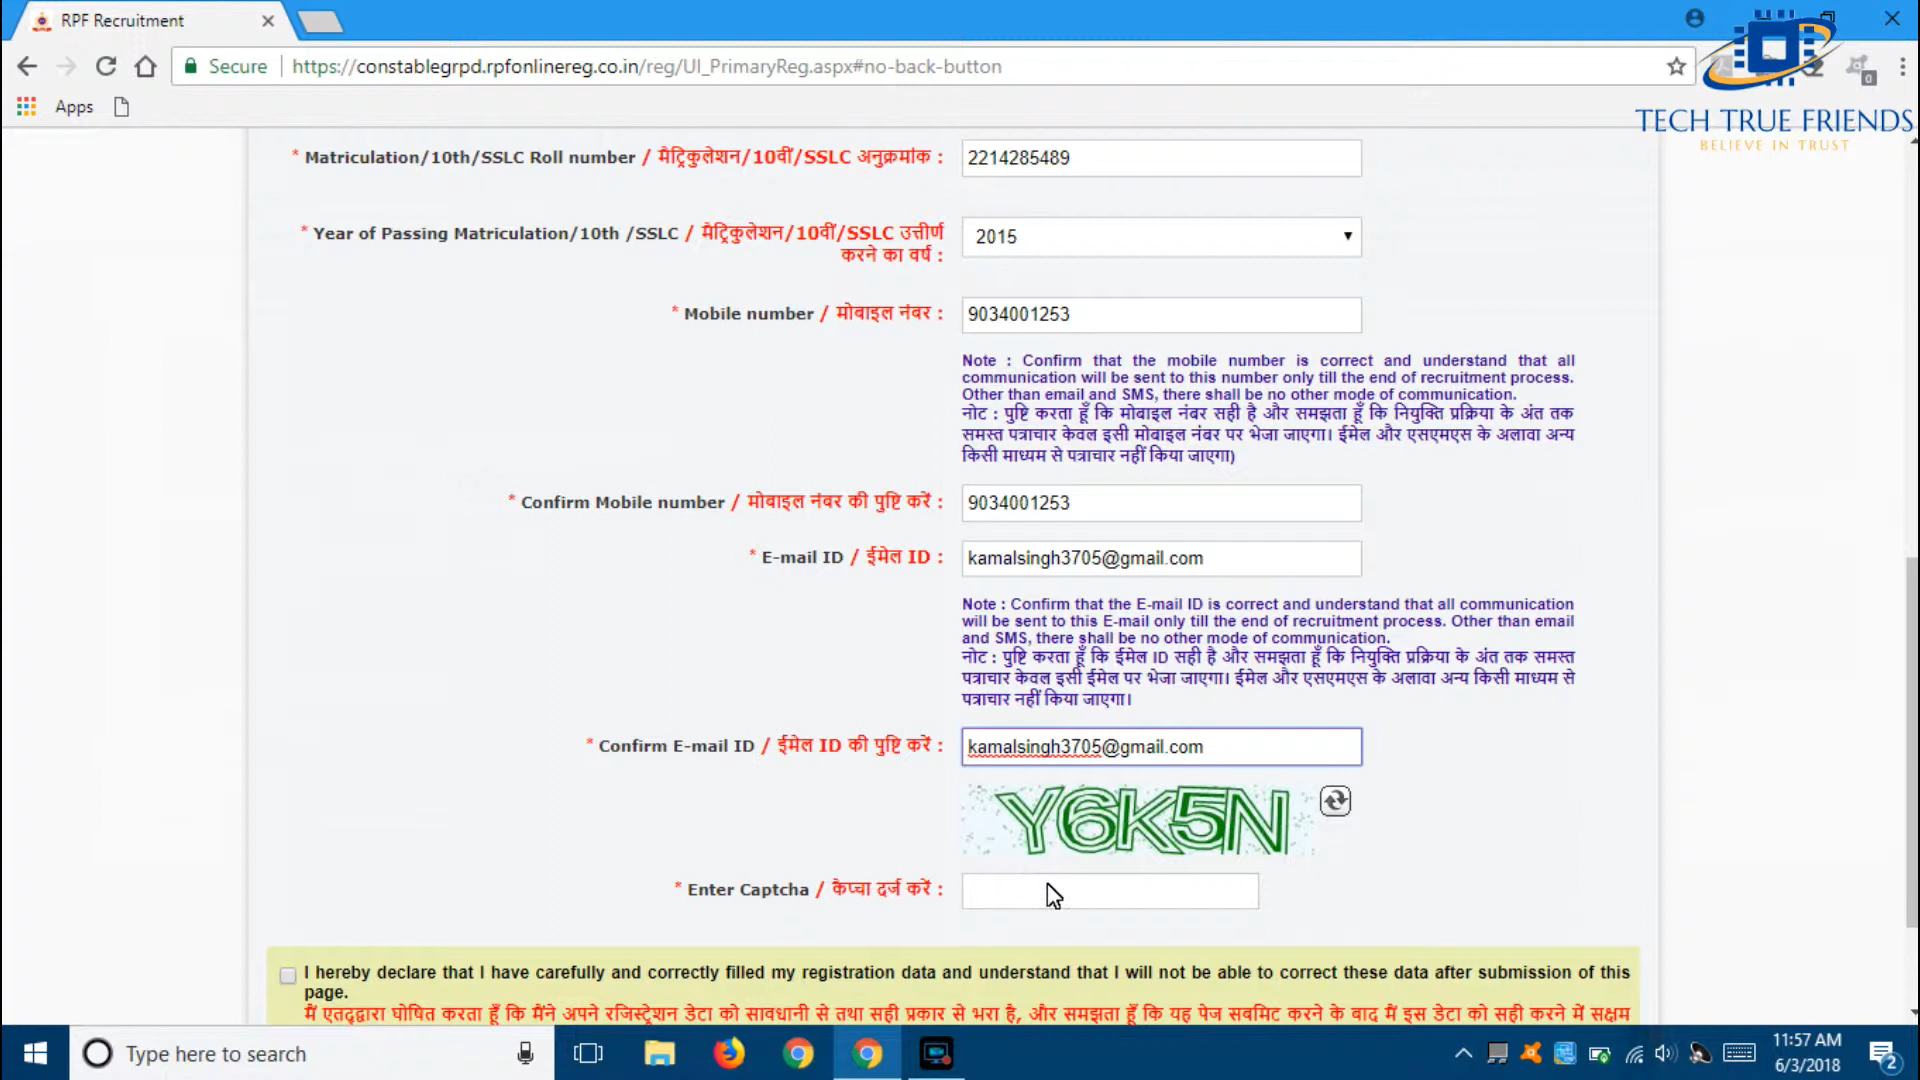 RPF Recruitment
Secure https://constablegrpd.rpfonlinereg.co.in/reg/UI_PrimaryReg.aspx#no-back-button
0
Apps
TECH TRUE FRIENDS
BELIEVE IN TRUST
* Matriculation/10th/SSLC Roll number / मैट्रिकुलेशन/10वीं/SSLC अनुक्रमांक : 2214285489
* Year of Passing Matriculation/10th /SSLC / मैट्रिकुलेशन/10वीं/SSLC उत्तीर्ण करने का वर्ष : 2015
* Mobile number / मोबाइल नंबर : 9034001253
Note : Confirm that the mobile number is correct and understand that all
communication will be sent to this number only till the end of recruitment process.
Other than email and SMS, there shall be no other mode of communication.
नोट : पुष्टि करता हूँ कि मोबाइल नंबर सही है और समझता हूँ कि नियुक्ति प्रक्रिया के अंत तक
समस्त पत्राचार केवल इसी मोबाइल नंबर पर भेजा जाएगा। ईमेल और एसएमएस के अलावा अन्य
किसी माध्यम से पत्राचार नहीं किया जाएगा)
* Confirm Mobile number / मोबाइल नंबर की पुष्टि करें : 9034001253
* E-mail ID / ईमेल ID : kamalsingh3705@gmail.com
Note : Confirm that the E-mail ID is correct and understand that all communication
will be sent to this E-mail only till the end of recruitment process. Other than email
and SMS, there shall be no other mode of communication.
नोट : पुष्टि करता हूँ कि ईमेल ID सही है और समझता हूँ कि नियुक्ति प्रक्रिया के अंत तक समस्त
पत्राचार केवल इसी ईमेल पर भेजा जाएगा। ईमेल और एसएमएस के अलावा अन्य किसी माध्यम से
पत्राचार नहीं किया जाएगा।
* Confirm E-mail ID / ईमेल ID की पुष्टि करें : kamalsingh3705@gmail.com
Y6K5N
* Enter Captcha / कैप्चा दर्ज करें :
I hereby declare that I have carefully and correctly filled my registration data and understand that I will not be able to correct these data after submission of this
page.
मैं एतद्द्वारा घोषित करता हूँ कि मैंने अपने रजिस्ट्रेशन डेटा को सावधानी से तथा सही प्रकार से भरा है, और समझता हूँ कि यह पेज सबमिट करने के बाद मैं इस डेटा को सही करने में सक्षम
Type here to search
11:57 AM
6/3/2018
2